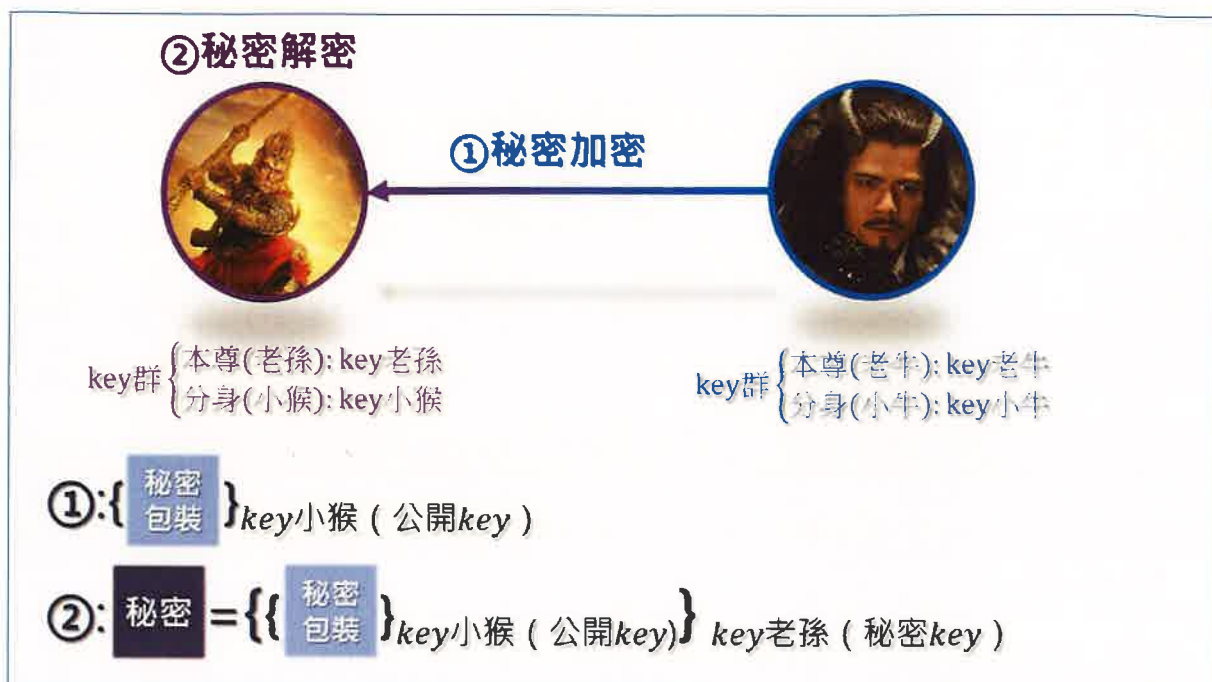 ②秘密解密
①秘密加密
key群{本尊(老孫): key老孫
分身(小猴): key小猴
key群{本尊(老牛): key老牛
分身(小牛): key小牛
①:{秘密包裝}key小猴(公開key)
②:秘密={{秘密包裝}key小猴(公開key)}key老孫(秘密key)